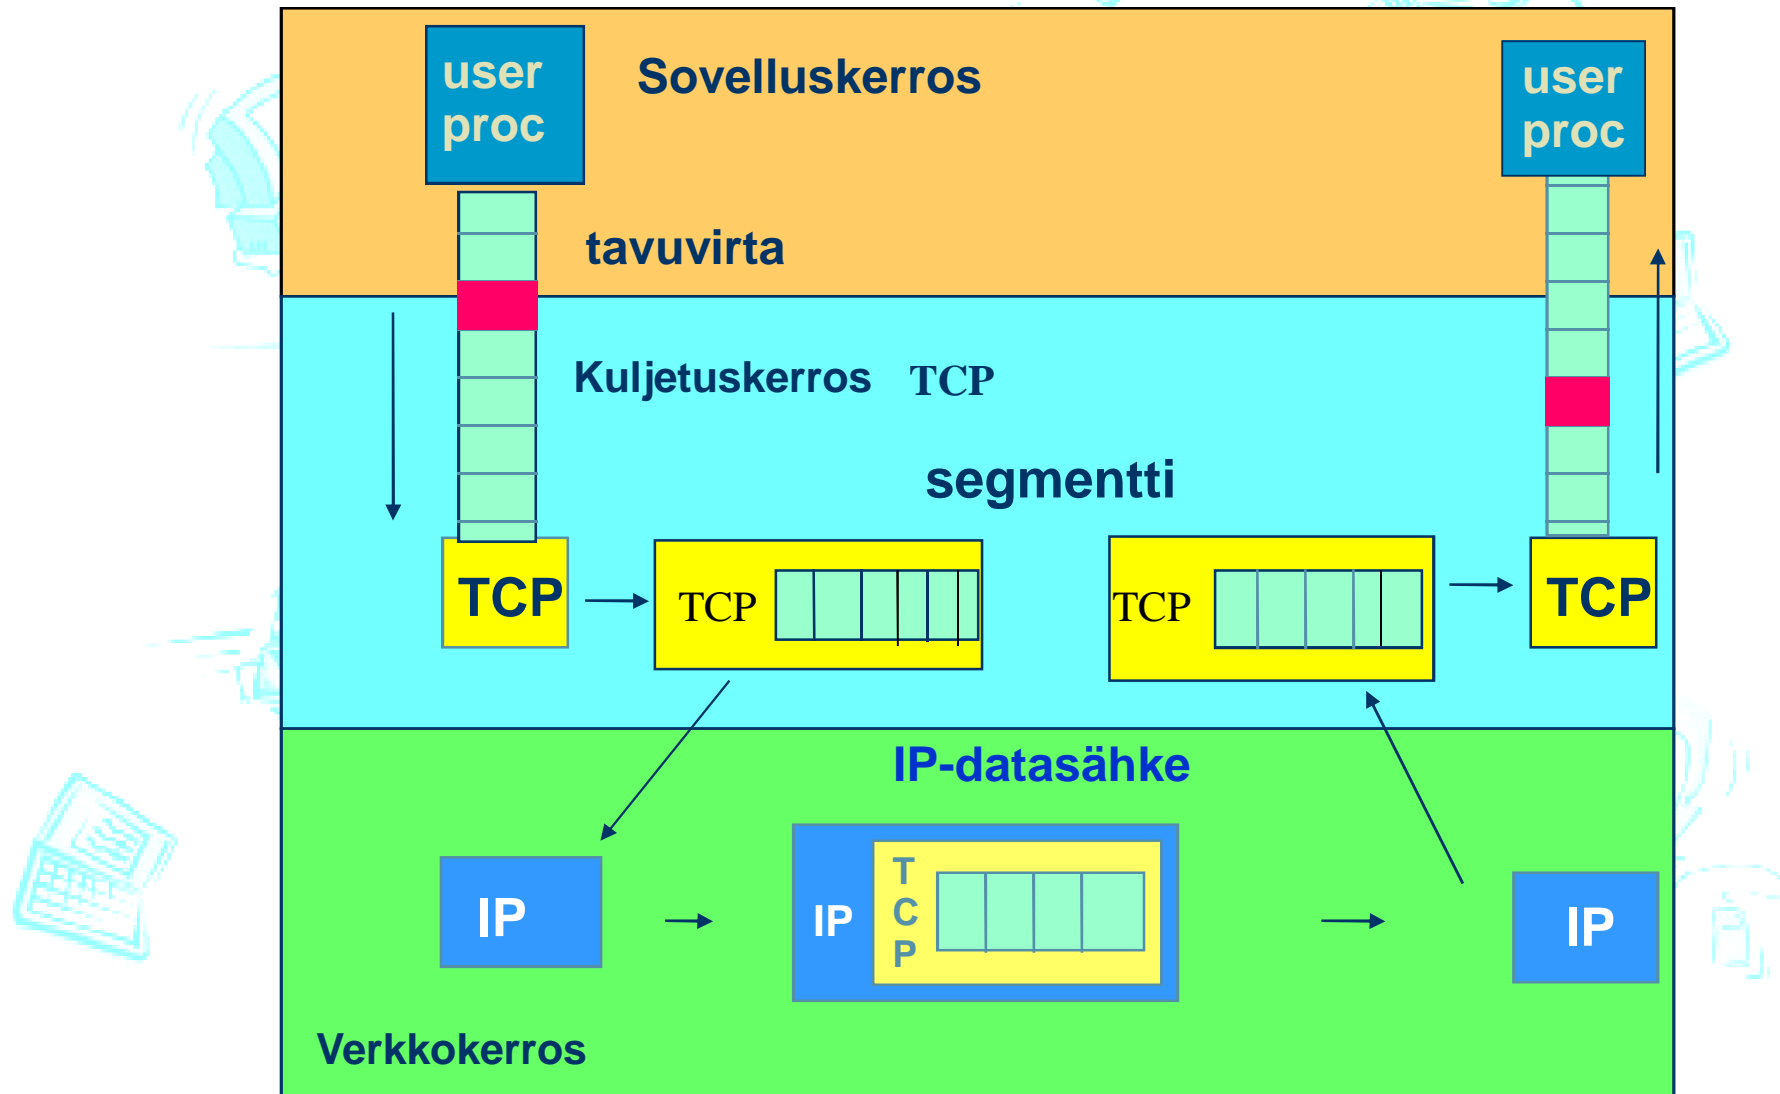 user
proc
Sovelluskerros
user
proc
tavuvirta
Kuljetuskerros TCP
segmentti
TCP
TCP
TCP
TCP
IP-datasähke
IP
IP
T
C
P
IP
Verkkokerros